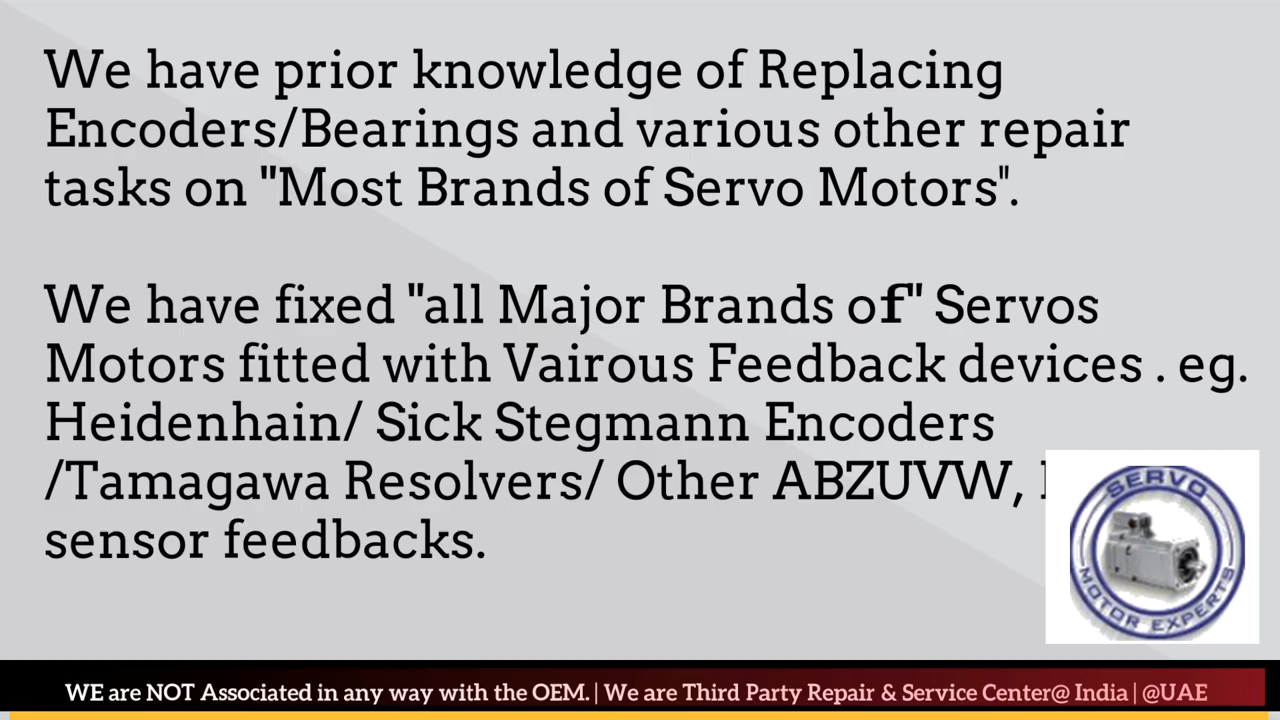 We have prior knowledge of Replacing
Encoders/Bearings and various other repair
tasks on "Most Brands of Servo Motors".
We have fixed "all Major Brands of" Servos
Motors fitted with Vairous Feedback devices . eg.
Heidenhain/ Sick Stegmann Encoders
/Tamagawa Resolvers/ Other ABZUVW,
sensor feedbacks.
SERVO
MOTOR EXPERTS
WE are NOT Associated in any way with the OEM. | We are Third Party Repair & Service Center@ India | @UAE